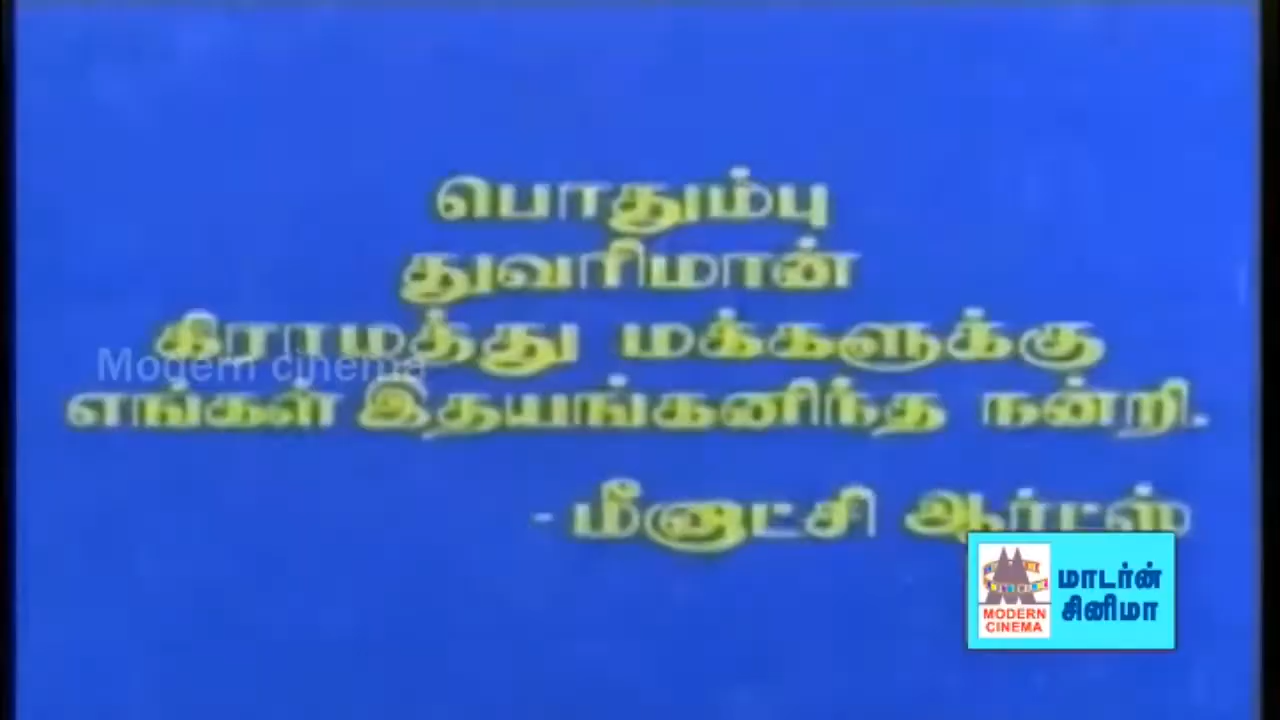 பொதும்பு
துவரிமான்
கிராமத்து மக்களுக்கு
Modern cinema
எங்கள் இதயங்கனிந்த நன்றி.
- மீனாட்சி ஆர்ட்ஸ்
மாடர்ன்
சினிமா
MODERN
CINEMA